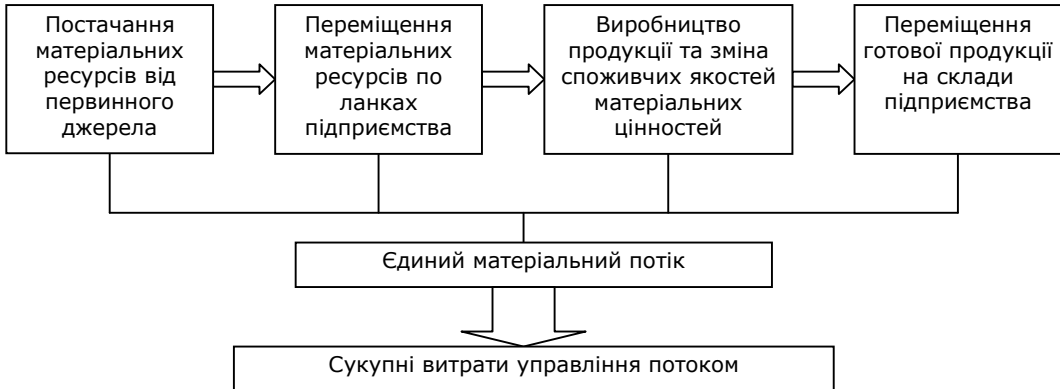 Постачання
матеріальних
ресурсів від
первинного
джерела
Переміщення
матеріальних
ресурсів по
ланках
підприємства
Виробництво
продукції та зміна
споживчих якостей
матеріальних
цінностей
Переміщення
готової продукції
на склади
підприємства
Єдиний матеріальний потік
Сукупні витрати управління потоком